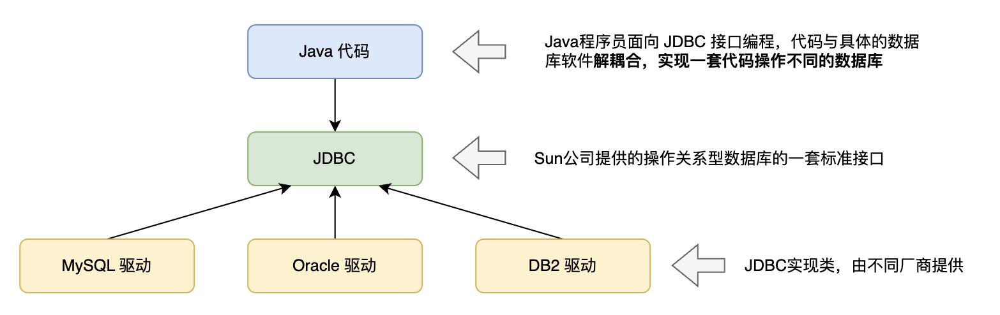 Java 代码
Java程序员面向 JDBC 接口编程，代码与具体的数据
库软件解耦合，实现一套代码操作不同的数据库
JDBC
Sun公司提供的操作关系型数据库的一套标准接口
MySQL 驱动
Oracle 驱动
DB2 驱动
JDBC实现类，由不同厂商提供